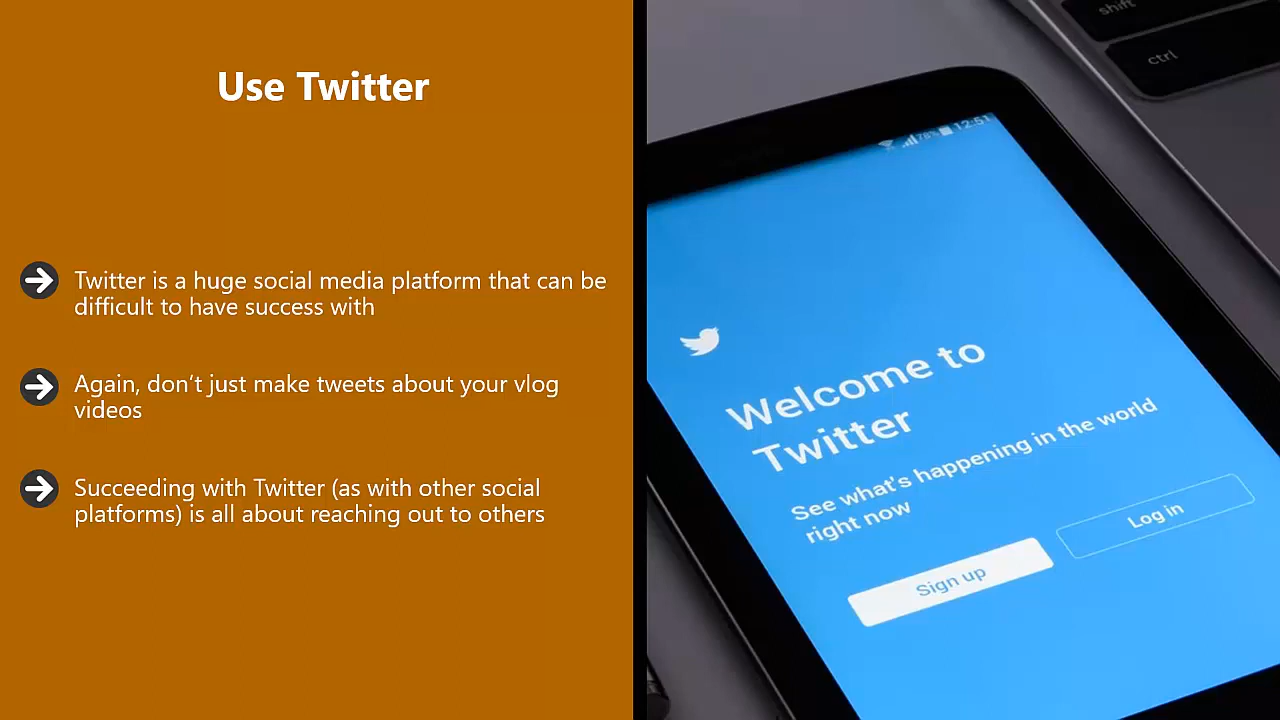 Use Twitter
Twitter is a huge social media platform that can be
difficult to have success with
Again, don't just make tweets about your vlog
videos
Succeeding with Twitter (as with other social
platforms) is all about reaching out to others
shift
ctrl
78% 12:51
Welcome to
Twitter
See what's happening in the world
right now
Log in
Sign up